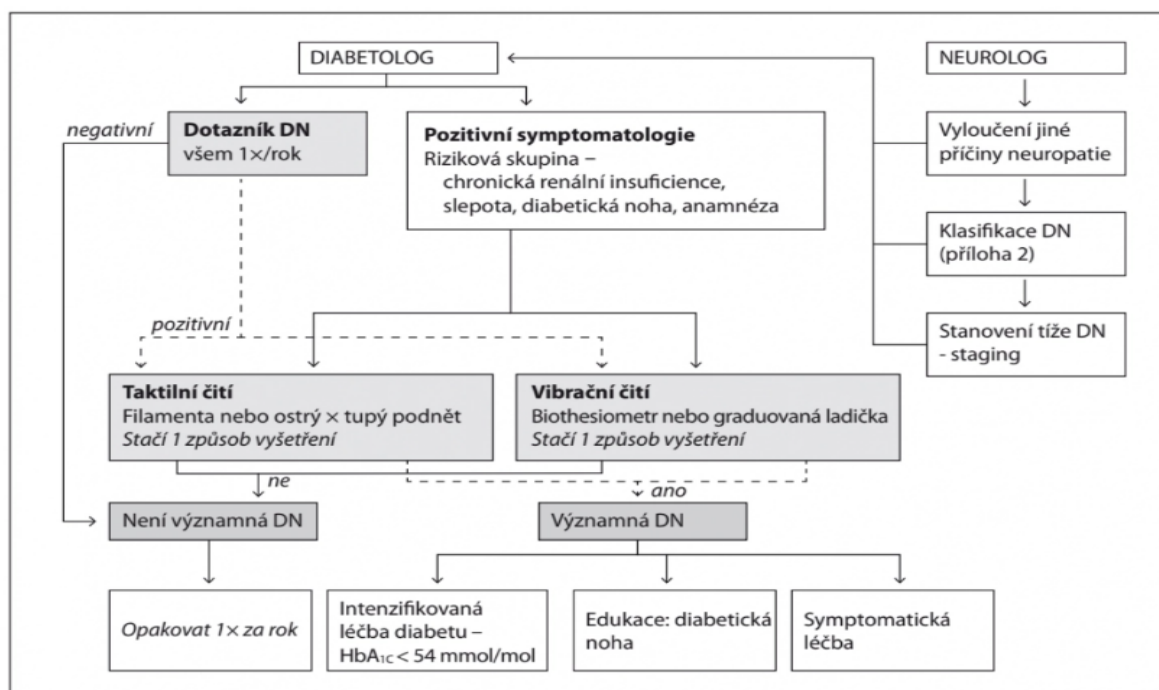 DIABETOLOG
NEUROLOG
negativní
Dotazník DN
všem 1×/rok
Pozitivní symptomatologie
Riziková skupina –
chronická renální insuficience,
slepota, diabetická noha, anamnéza
Vyloučení jiné
příčiny neuropatie
Klasifikace DN
(příloha 2)
Stanovení tíže DN
- staging
pozitivní
Taktilní čití
Filamenta nebo ostrý × tupý podnět
Stačí 1 způsob vyšetření
Vibrační čití
Biothesiometr nebo graduovaná ladička
Stačí 1 způsob vyšetření
ne
ano
Není významná DN
Významná DN
Opakovat 1× za rok
Intenzifikovaná
léčba diabetu –
HbA1C < 54 mmol/mol
Edukace: diabetická
noha
Symptomatická
léčba